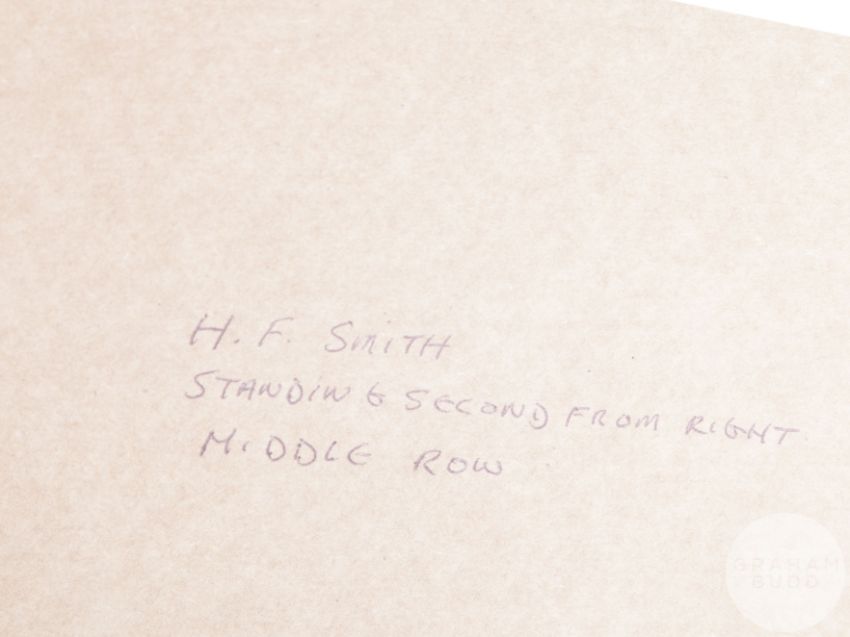 H. F. SMITH
STANDING SECOND FROM RIGHT
MIDDLE ROW
GRAHAM
BUDD